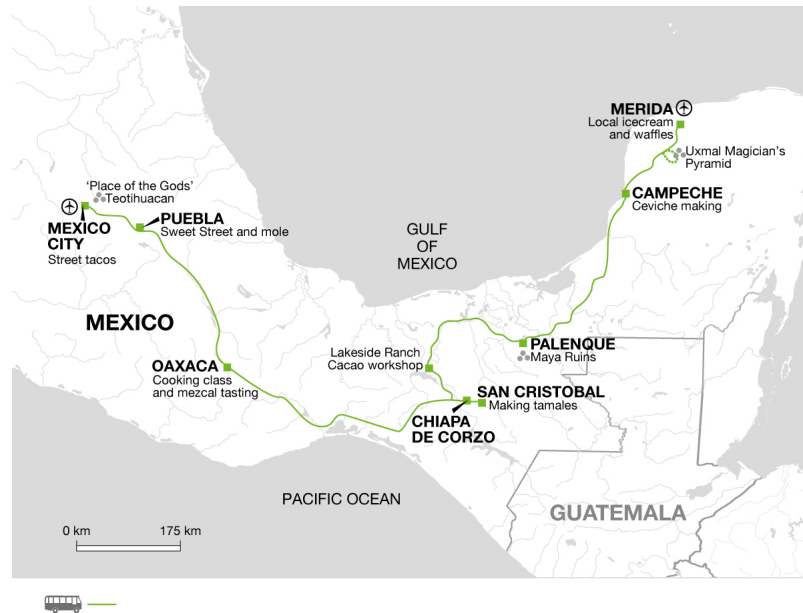 MERIDA
Local icecream
and waffles
Uxmal Magician's
Pyramid
'Place of the Gods'
Teotihuacan
CAMPECHE
Ceviche making
PUEBLA
Sweet Street and mole
MEXICO
CITY
Street tacos
GULF
OF
MEXICO
MEXICO
PALENQUE
Maya Ruins
Lakeside Ranch
Cacao workshop
OAXACA
Cooking class
and mezcal tasting
SAN CRISTOBAL
Making tamales
CHIAPA
DE CORZO
PACIFIC OCEAN
GUATEMALA
0 km 175 km